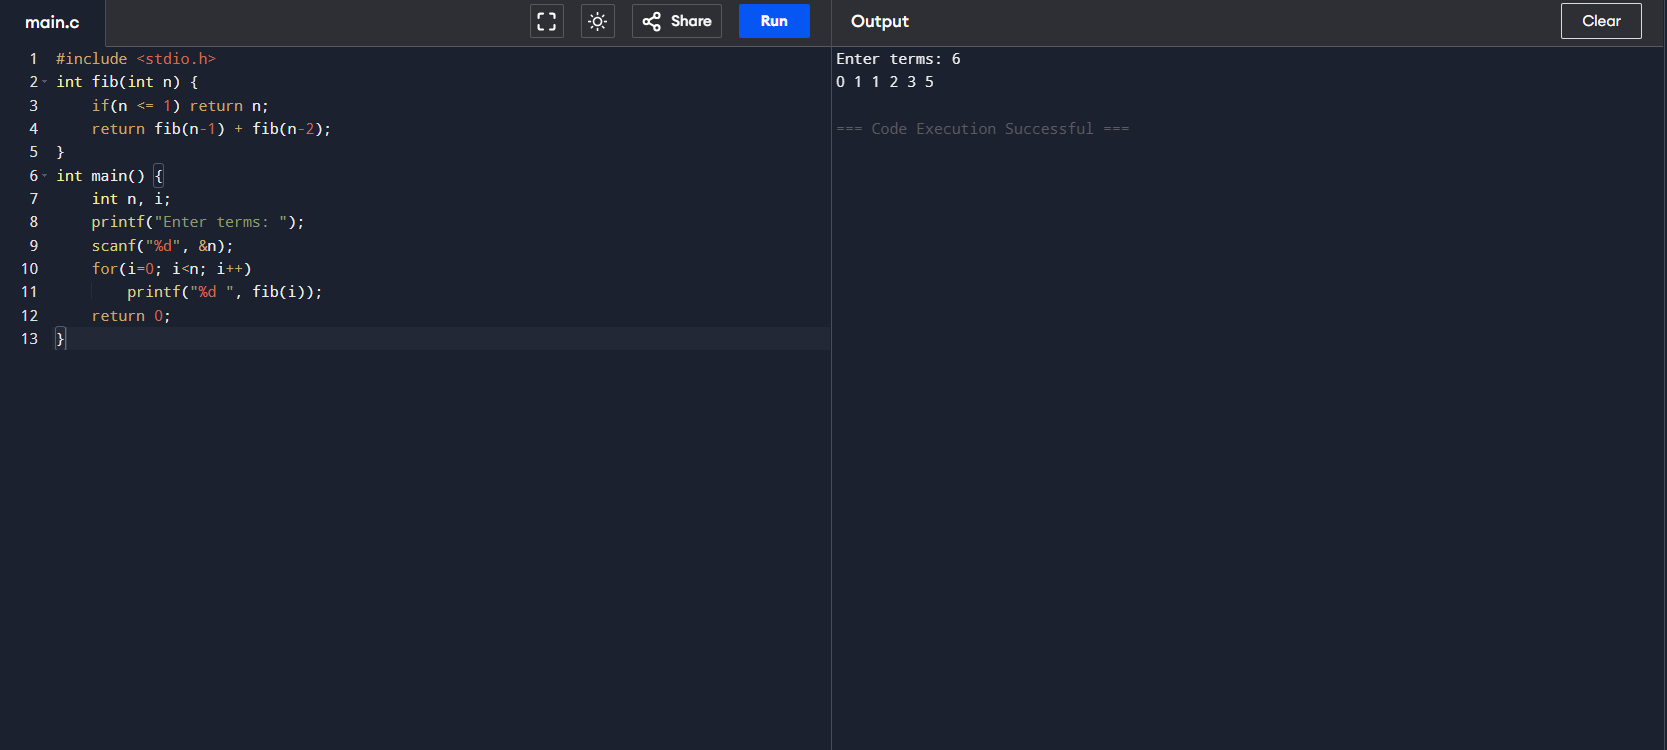 main.c
Share
Run
Output
Clear
1 #include <stdio.h>
2 int fib(int n) {
3     if(n <= 1) return n;
4     return fib(n-1) + fib(n-2);
5 }
6 int main() {
7     int n, i;
8     printf("Enter terms: ");
9     scanf("%d", &n);
10     for(i=0; i<n; i++)
11         printf("%d ", fib(i));
12     return 0;
13 }
Enter terms: 6
0 1 1 2 3 5
=== Code Execution Successful ===